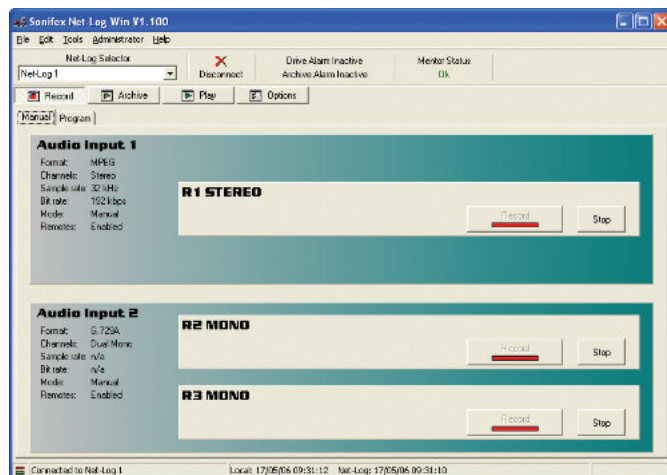 Sonifex Net-Log-Win V1.100
File Edit Tools Administrator Help
Net-Log Selector
Net-Log 1
Disconnect
Drive Alarm Inactive
Archive Alarm Inactive
Mentor Status
Ok
Record Archive Play Options
Manual Program
Audio Input 1
Format: MPEG
Channels: Stereo
Sample rate: 32 kHz
Bit rate: 192 kbps
Mode: Manual
Remotes: Enabled
R1 STEREO
Record Stop
Audio Input 2
Format: G.729A
Channels: Dual Mono
Sample rate: n/a
Bit rate: n/a
Mode: Manual
Remotes: Enabled
R2 MONO
Record Stop
R3 MONO
Record Stop
Connected to Net-Log 1 Local: 17/05/06 09:31:12 Net-Log: 17/05/06 09:31:10